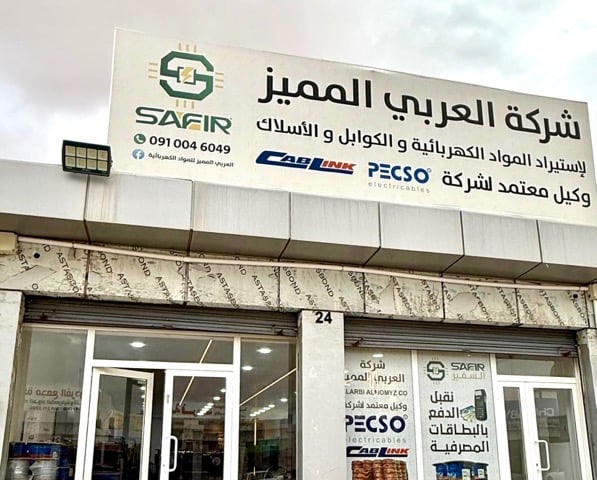 شركة العربي المميز
لإستيراد المواد الكهربائية و الكوابل و الأسلاك
وكيل معتمد لشركة PECSO electricables CABLINK
SAFIR
091 004 6049
العربي المميز للمواد الكهربائية
24
شركة
العربي المميز
وكيل معتمد لشركة
PECSO
electricables
CABLINK
SAFIR
السفير
نقبل
الدفع
بالبطاقات
المصرفية